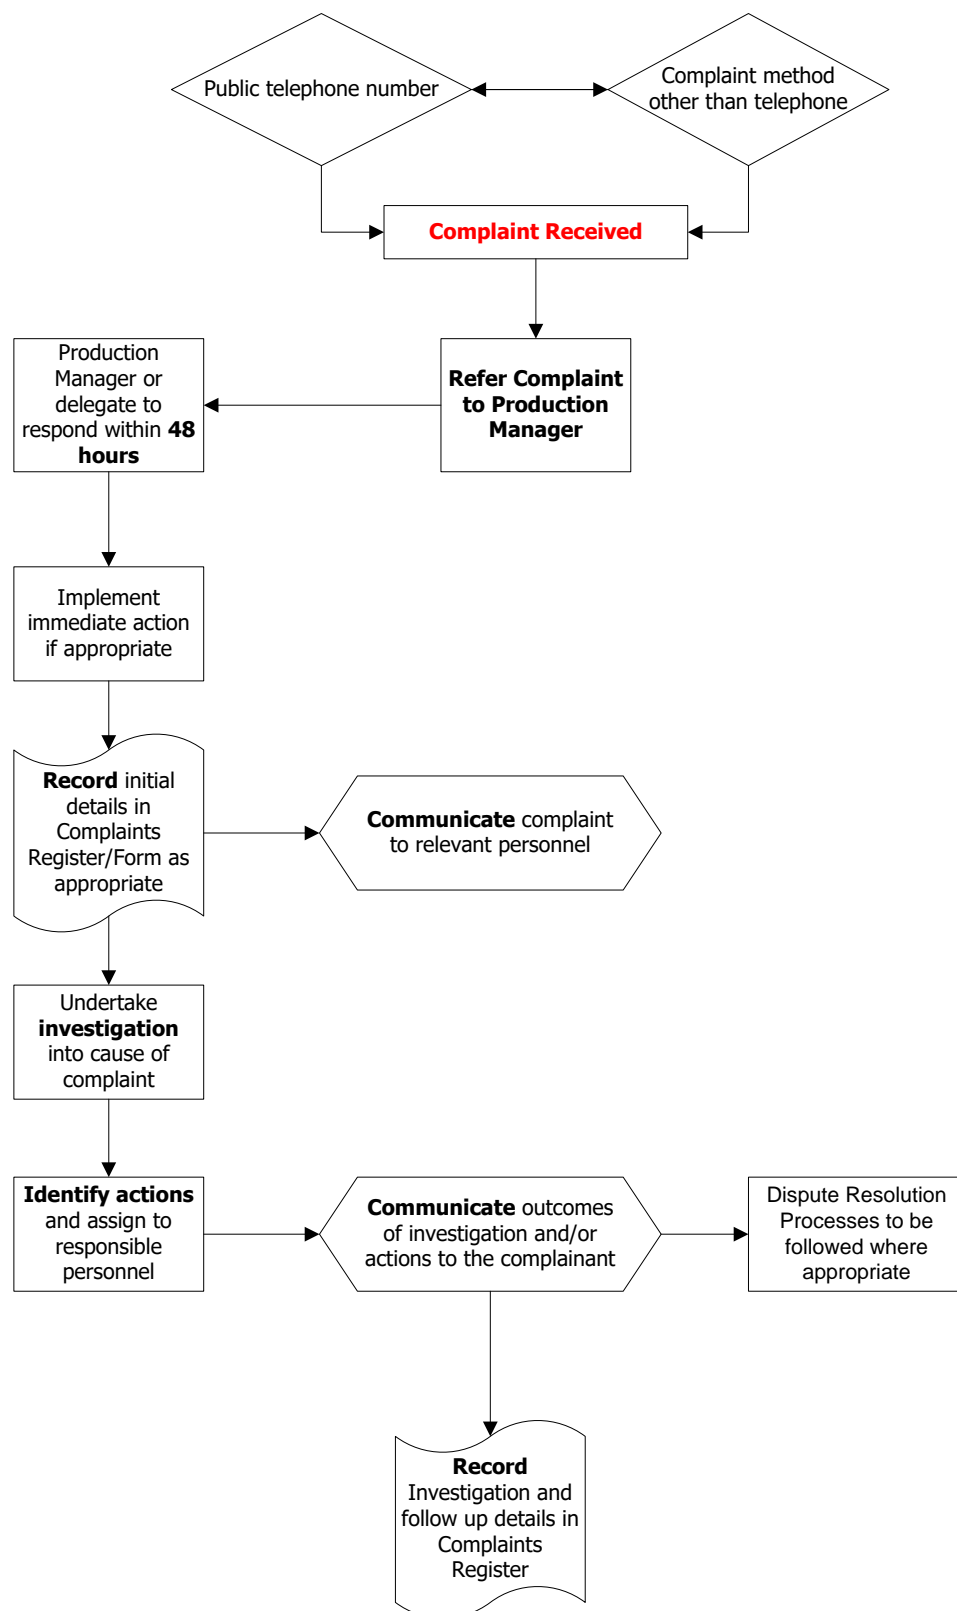 Public telephone number
Complaint method
other than telephone
Complaint Received
Production
Manager or
delegate to
respond within 48
hours
Refer Complaint
to Production
Manager
Implement
immediate action
if appropriate
Record initial
details in
Complaints
Register/Form as
appropriate
Communicate complaint
to relevant personnel
Undertake
investigation
into cause of
complaint
Identify actions
and assign to
responsible
personnel
Communicate outcomes
of investigation and/or
actions to the complainant
Dispute Resolution
Processes to be
followed where
appropriate
Record
Investigation and
follow up details in
Complaints
Register